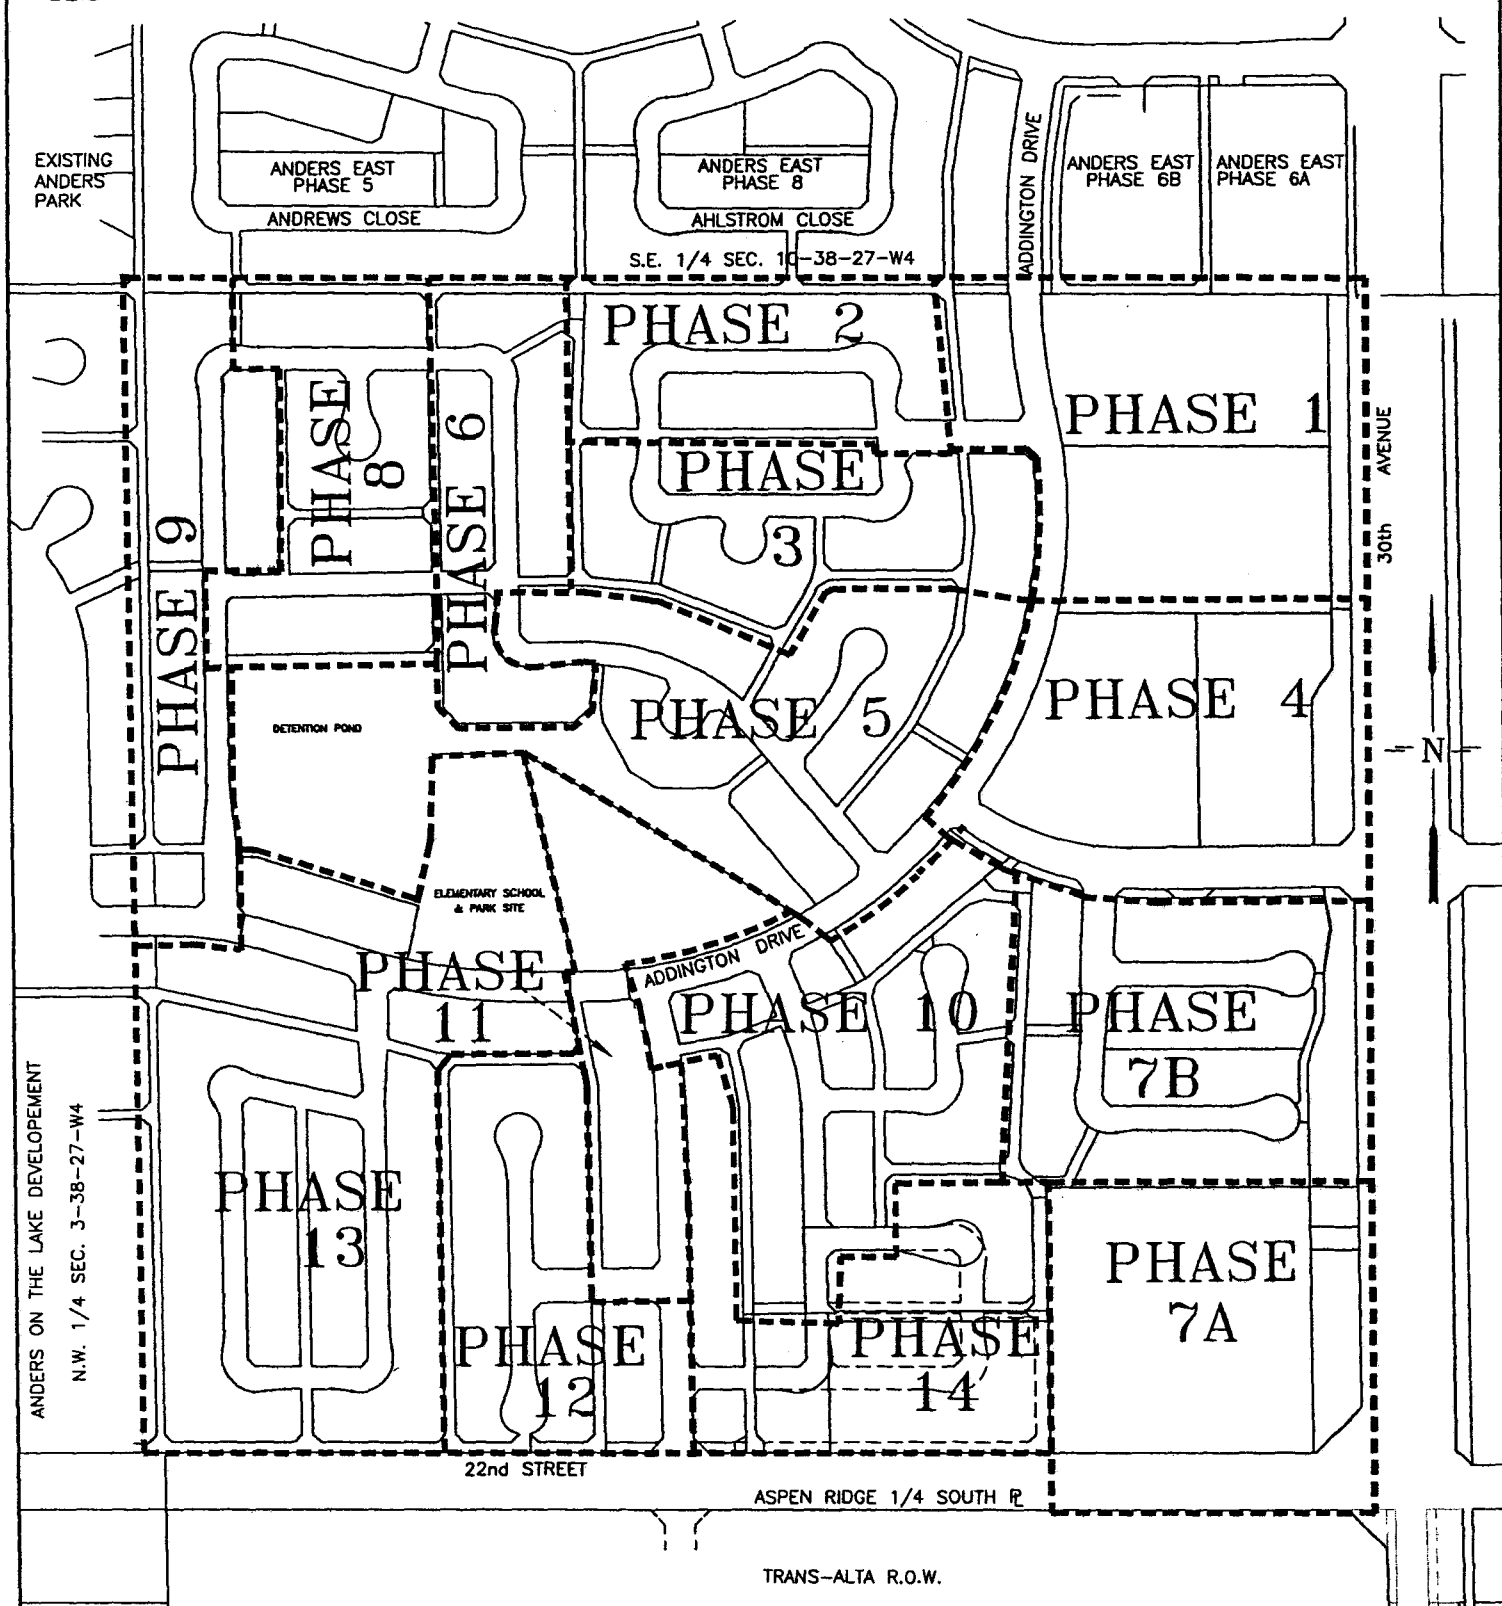 EXISTING
ANDERS
PARK
ANDERS EAST
PHASE 5
ANDREWS CLOSE
ANDERS EAST
PHASE 8
AHLSTROM CLOSE
ADDINGTON DRIVE
ANDERS EAST
PHASE 6B
ANDERS EAST
PHASE 6A
S.E. 1/4 SEC. 10-38-27-W4
PHASE 2
PHASE 1
30th AVENUE
PHASE
8
PHASE 6
PHASE
3
PHASE 9
PHASE 5
PHASE 4
N
DETENTION POND
ELEMENTARY SCHOOL
& PARK SITE
ADDINGTON DRIVE
PHASE
11
PHASE 10
PHASE
7B
ANDERS ON THE LAKE DEVELOPEMENT
N.W. 1/4 SEC. 3-38-27-W4
PHASE
13
PHASE
12
PHASE
14
PHASE
7A
22nd STREET
ASPEN RIDGE 1/4 SOUTH PL
TRANS-ALTA R.O.W.